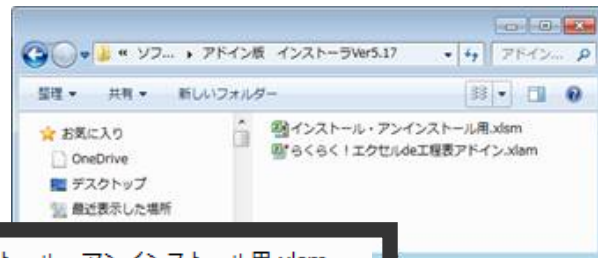 « ソフ... ▸ アドイン版 インストーラVer5.17
アドイン...
整理 ▾ 共有 ▾ 新しいフォルダー
お気に入り
OneDrive
デスクトップ
最近表示した場所
インストール・アンインストール用.xlsm
らくらく！エクセルde工程表アドイン.xlam